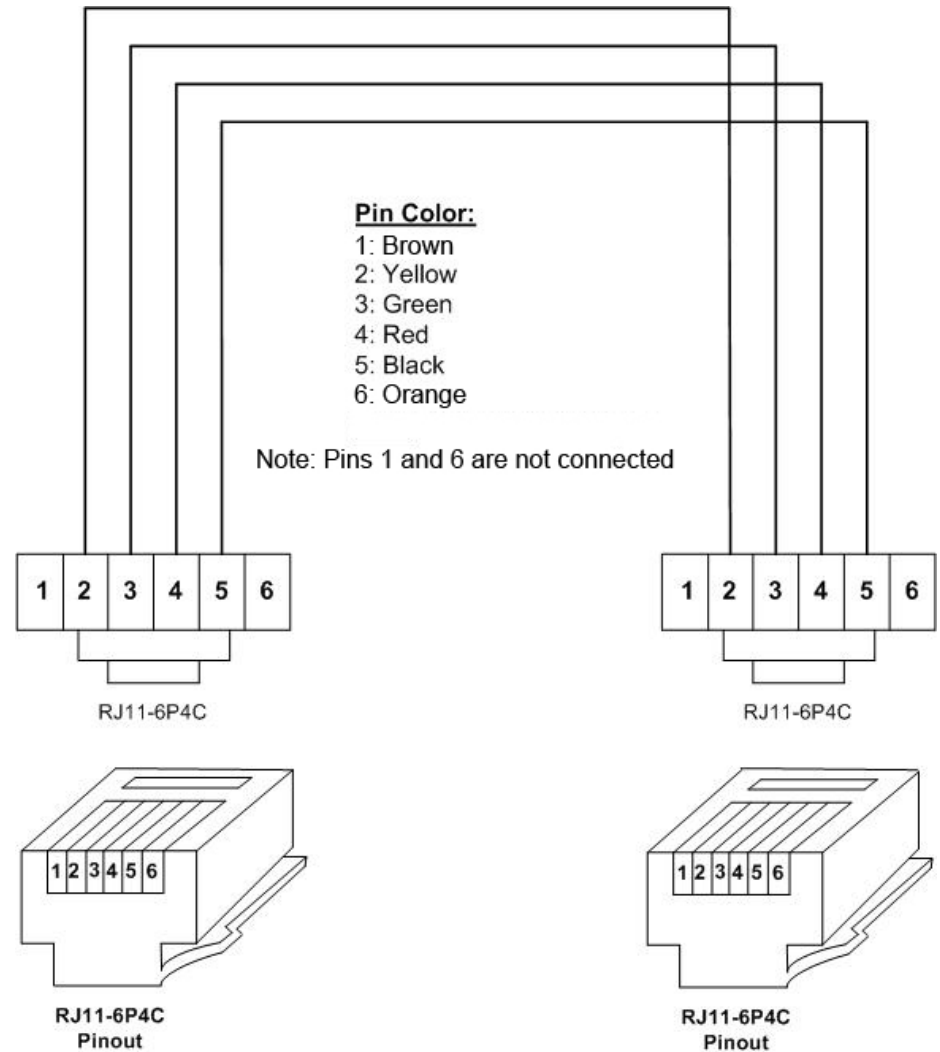 Pin Color:
1: Brown
2: Yellow
3: Green
4: Red
5: Black
6: Orange
Note: Pins 1 and 6 are not connected
1 2 3 4 5 6
1 2 3 4 5 6
RJ11-6P4C
RJ11-6P4C
1 2 3 4 5 6
1 2 3 4 5 6
RJ11-6P4C
Pinout
RJ11-6P4C
Pinout